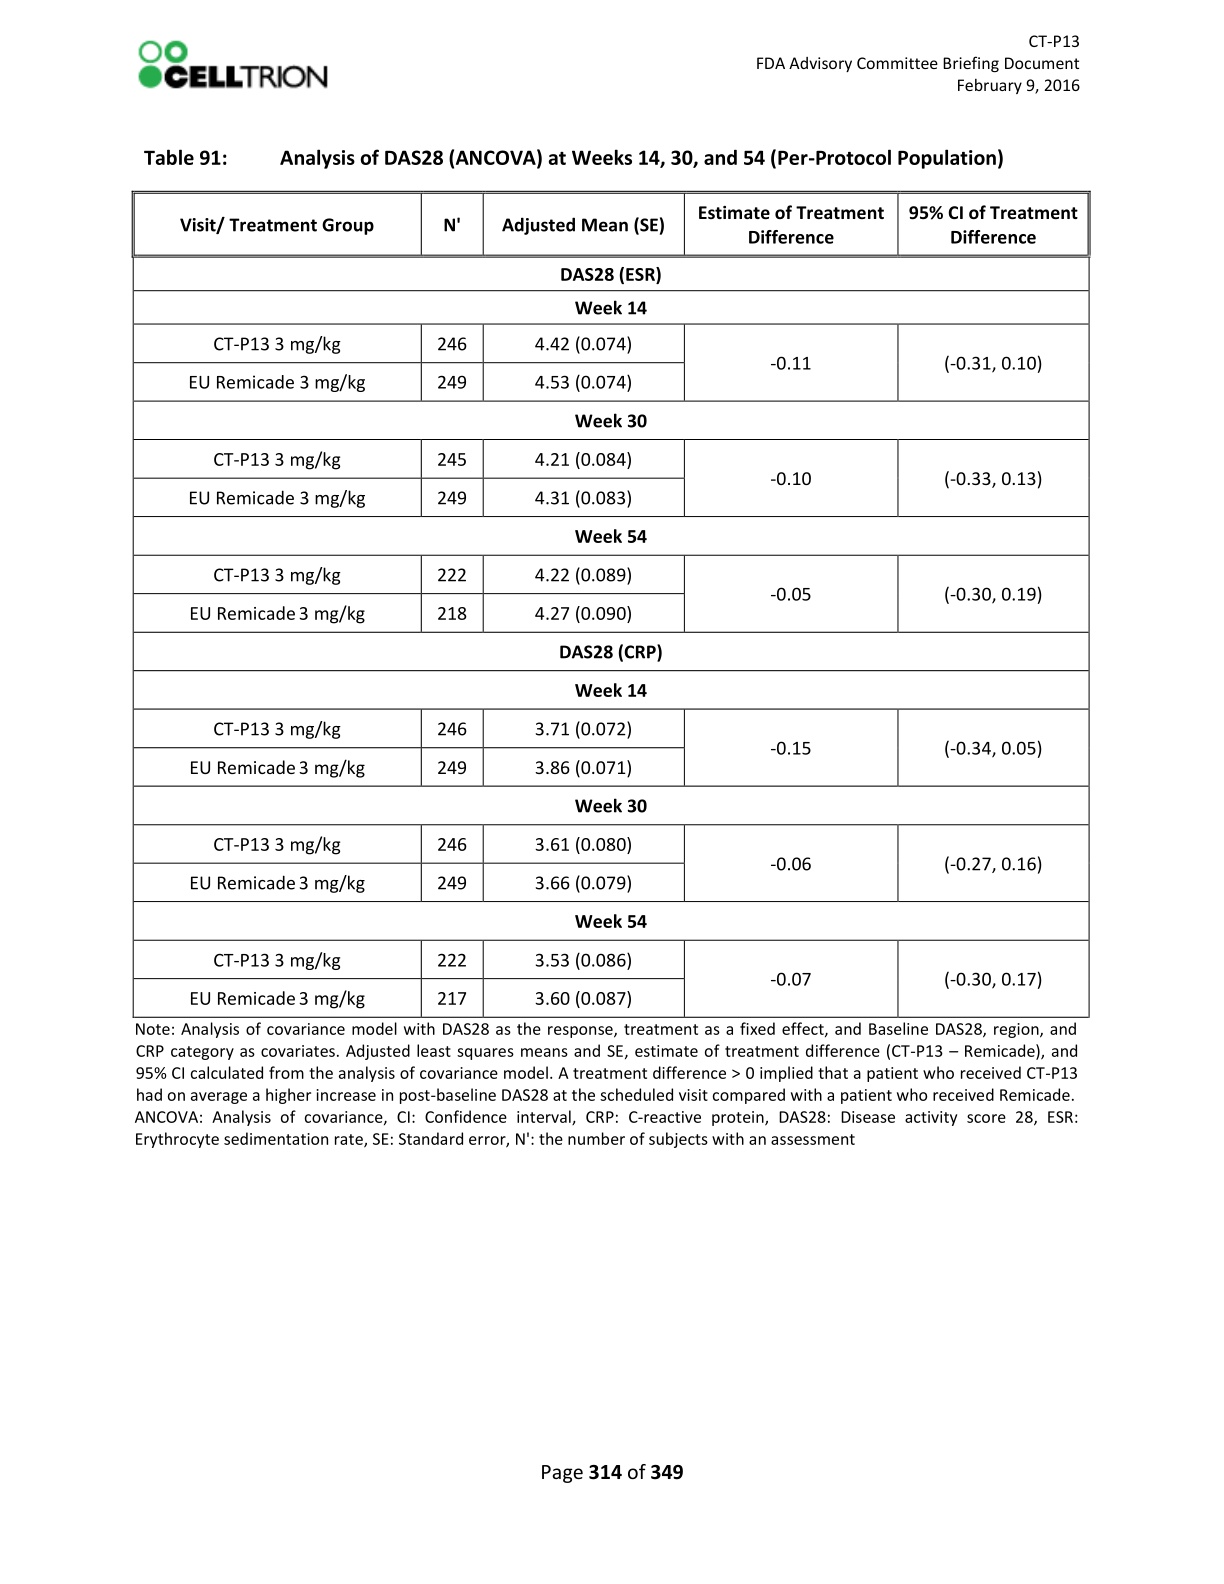 CELLTRION
CT-P13
FDA Advisory Committee Briefing Document
February 9, 2016
Table 91: Analysis of DAS28 (ANCOVA) at Weeks 14, 30, and 54 (Per-Protocol Population)
Visit/ Treatment Group N' Adjusted Mean (SE) Estimate of Treatment Difference 95% CI of Treatment Difference
DAS28 (ESR)
Week 14
CT-P13 3 mg/kg 246 4.42 (0.074) -0.11 (-0.31, 0.10)
EU Remicade 3 mg/kg 249 4.53 (0.074)
Week 30
CT-P13 3 mg/kg 245 4.21 (0.084) -0.10 (-0.33, 0.13)
EU Remicade 3 mg/kg 249 4.31 (0.083)
Week 54
CT-P13 3 mg/kg 222 4.22 (0.089) -0.05 (-0.30, 0.19)
EU Remicade 3 mg/kg 218 4.27 (0.090)
DAS28 (CRP)
Week 14
CT-P13 3 mg/kg 246 3.71 (0.072) -0.15 (-0.34, 0.05)
EU Remicade 3 mg/kg 249 3.86 (0.071)
Week 30
CT-P13 3 mg/kg 246 3.61 (0.080) -0.06 (-0.27, 0.16)
EU Remicade 3 mg/kg 249 3.66 (0.079)
Week 54
CT-P13 3 mg/kg 222 3.53 (0.086) -0.07 (-0.30, 0.17)
EU Remicade 3 mg/kg 217 3.60 (0.087)
Note: Analysis of covariance model with DAS28 as the response, treatment as a fixed effect, and Baseline DAS28, region, and
CRP category as covariates. Adjusted least squares means and SE, estimate of treatment difference (CT-P13 – Remicade), and
95% CI calculated from the analysis of covariance model. A treatment difference > 0 implied that a patient who received CT-P13
had on average a higher increase in post-baseline DAS28 at the scheduled visit compared with a patient who received Remicade.
ANCOVA: Analysis of covariance, CI: Confidence interval, CRP: C-reactive protein, DAS28: Disease activity score 28, ESR:
Erythrocyte sedimentation rate, SE: Standard error, N': the number of subjects with an assessment
Page 314 of 349